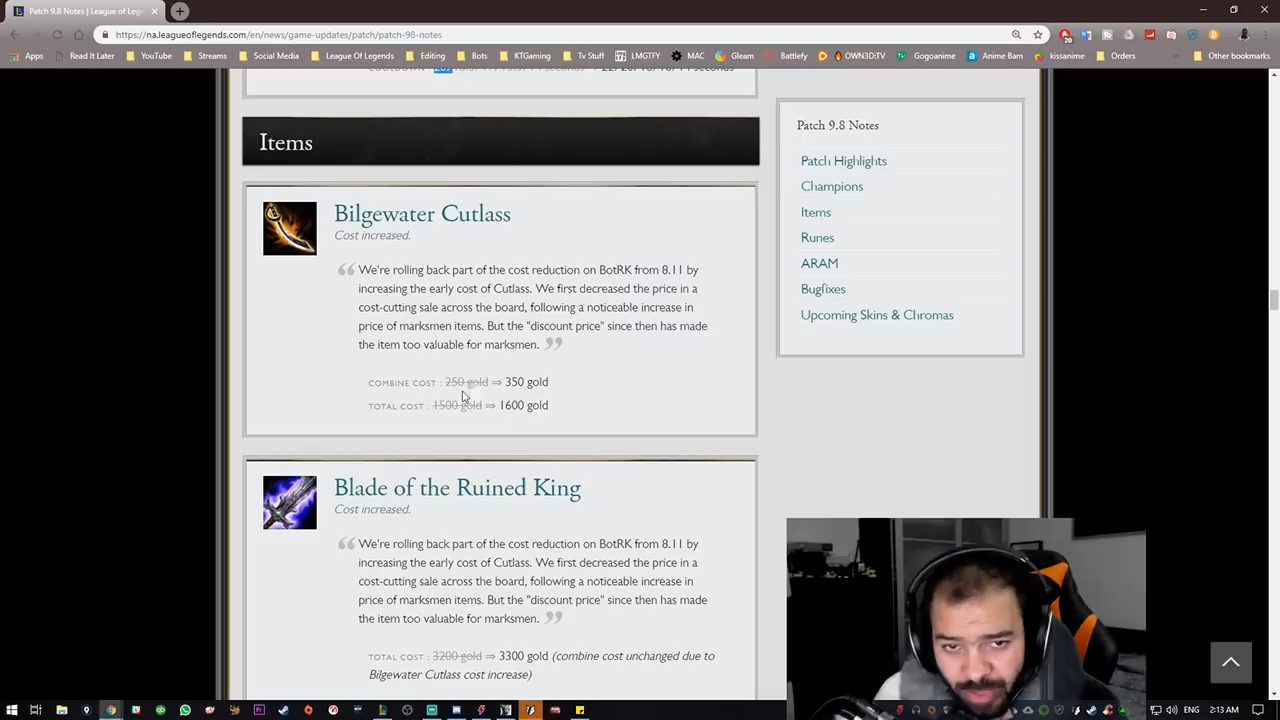 Patch 9.8 Notes | League of Leg
https://na.leagueoflegends.com/en/news/game-updates/patch/patch-98-notes
Apps
Read It Later
YouTube
Streams
Social Media
League Of Legends
Editing
Bots
KTGaming
Tv Stuff
LMGTFY
MAC
Gleam
Battlefy
OWN3D:TV
Gogoanime
Anime Bam
kissanime
Orders
Other bookmarks
Items
Bilgewater Cutlass
Cost increased.
We're rolling back part of the cost reduction on BotRK from 8.11 by
increasing the early cost of Cutlass. We first decreased the price in a
cost-cutting sale across the board, following a noticeable increase in
price of marksmen items. But the "discount price" since then has made
the item too valuable for marksmen.
COMBINE COST : 250 gold ⇒ 350 gold
TOTAL COST : 1500 gold ⇒ 1600 gold
Blade of the Ruined King
Cost increased.
We're rolling back part of the cost reduction on BotRK from 8.11 by
increasing the early cost of Cutlass. We first decreased the price in a
cost-cutting sale across the board, following a noticeable increase in
price of marksmen items. But the "discount price" since then has made
the item too valuable for marksmen.
TOTAL COST : 3200 gold ⇒ 3300 gold (combine cost unchanged due to
Bilgewater Cutlass cost increase)
Patch 9.8 Notes
Patch Highlights
Champions
Items
Runes
ARAM
Bugfixes
Upcoming Skins & Chromas
ENG
2:13 AM